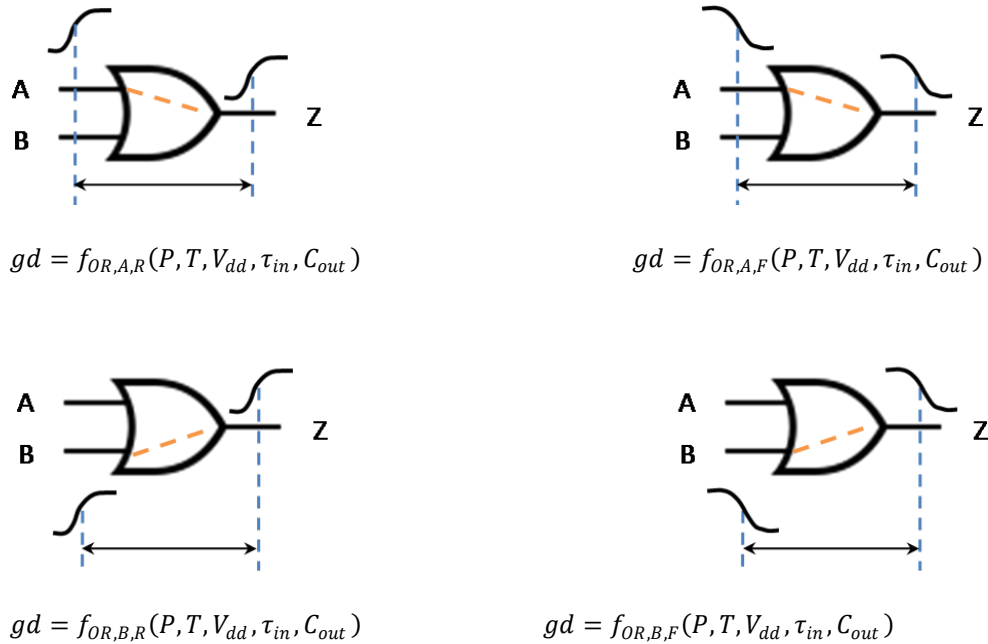 A
B
Z
A
B
Z
gd = f_{OR,A,R}(P, T, V_{dd}, τ_{in}, C_{out})
gd = f_{OR,A,F}(P, T, V_{dd}, τ_{in}, C_{out})
A
B
Z
A
B
Z
gd = f_{OR,B,R}(P, T, V_{dd}, τ_{in}, C_{out})
gd = f_{OR,B,F}(P, T, V_{dd}, τ_{in}, C_{out})